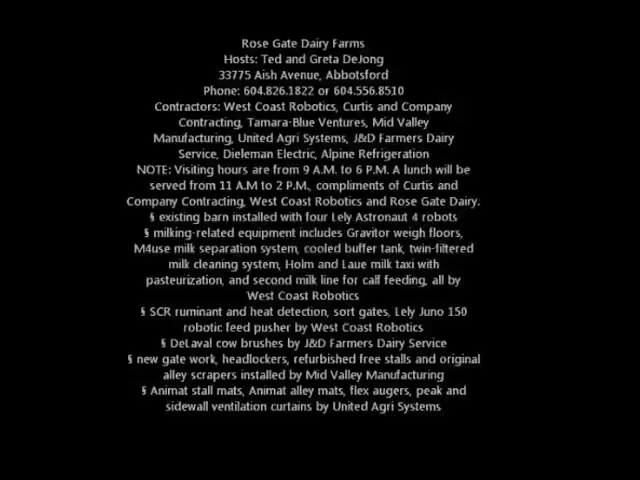 Rose Gate Dairy Farms
Hosts: Ted and Greta DeJong
33775 Aish Avenue, Abbotsford
Phone: 604.826.1822 or 604.556.8510
Contractors: West Coast Robotics, Curtis and Company
Contracting, Tamara-Blue Ventures, Mid Valley
Manufacturing, United Agri Systems, J&D Farmers Dairy
Service, Dieleman Electric, Alpine Refrigeration
NOTE: Visiting hours are from 9 A.M. to 6 P.M. A lunch will be
served from 11 A.M to 2 P.M., compliments of Curtis and
Company Contracting, West Coast Robotics and Rose Gate Dairy.
§ existing barn installed with four Lely Astronaut 4 robots
§ milking-related equipment includes Gravitor weigh floors,
M4use milk separation system, cooled buffer tank, twin-filtered
milk cleaning system, Holm and Laue milk taxi with
pasteurization, and second milk line for calf feeding, all by
West Coast Robotics
§ SCR ruminant and heat detection, sort gates, Lely Juno 150
robotic feed pusher by West Coast Robotics
§ DeLaval cow brushes by J&D Farmers Dairy Service
§ new gate work, headlockers, refurbished free stalls and original
alley scrapers installed by Mid Valley Manufacturing
§ Animat stall mats, Animat alley mats, flex augers, peak and
sidewall ventilation curtains by United Agri Systems